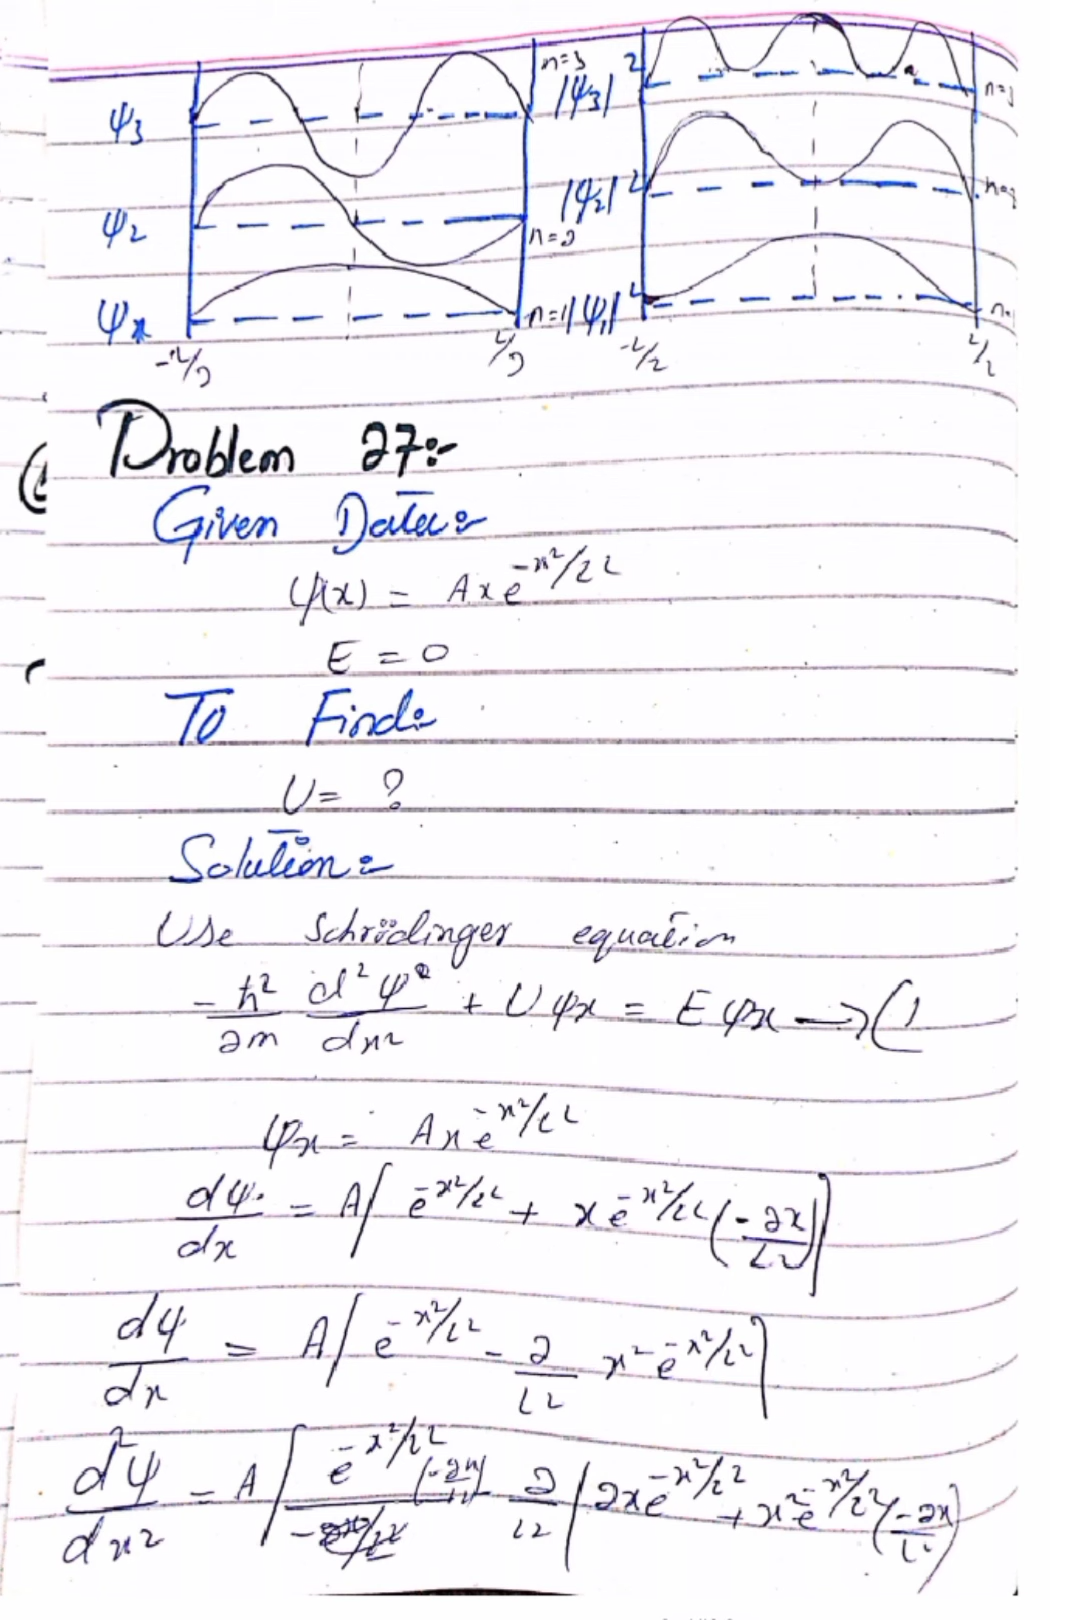 ψ3 n=3 |ψ3|² n=3
ψ2 n=2 |ψ2|² n=2
ψ n=1 |ψ1|² n=1
-L/2 L/2 -L/2 L/2
Problem 27:-
Given Data:-
ψ(x) = Axe^{-x²/L²}
E = 0
To Find:-
U = ?
Solution:-
Use Schrödinger equation
-ħ²/2m d²ψ/dx² + Uψx = Eψx → (1
ψx = Axe^{-x²/L²}
dψ/dx = A[e^{-x²/L²} + xe^{-x²/L²}(-2x/L²)]
dψ/dx = A[e^{-x²/L²} - 2/L² x²e^{-x²/L²}]
d²ψ/dx² = A[e^{-x²/L²}(-2x/L²) - 2/L² [2xe^{-x²/L²} + x²e^{-x²/L²}(-2x/L²)